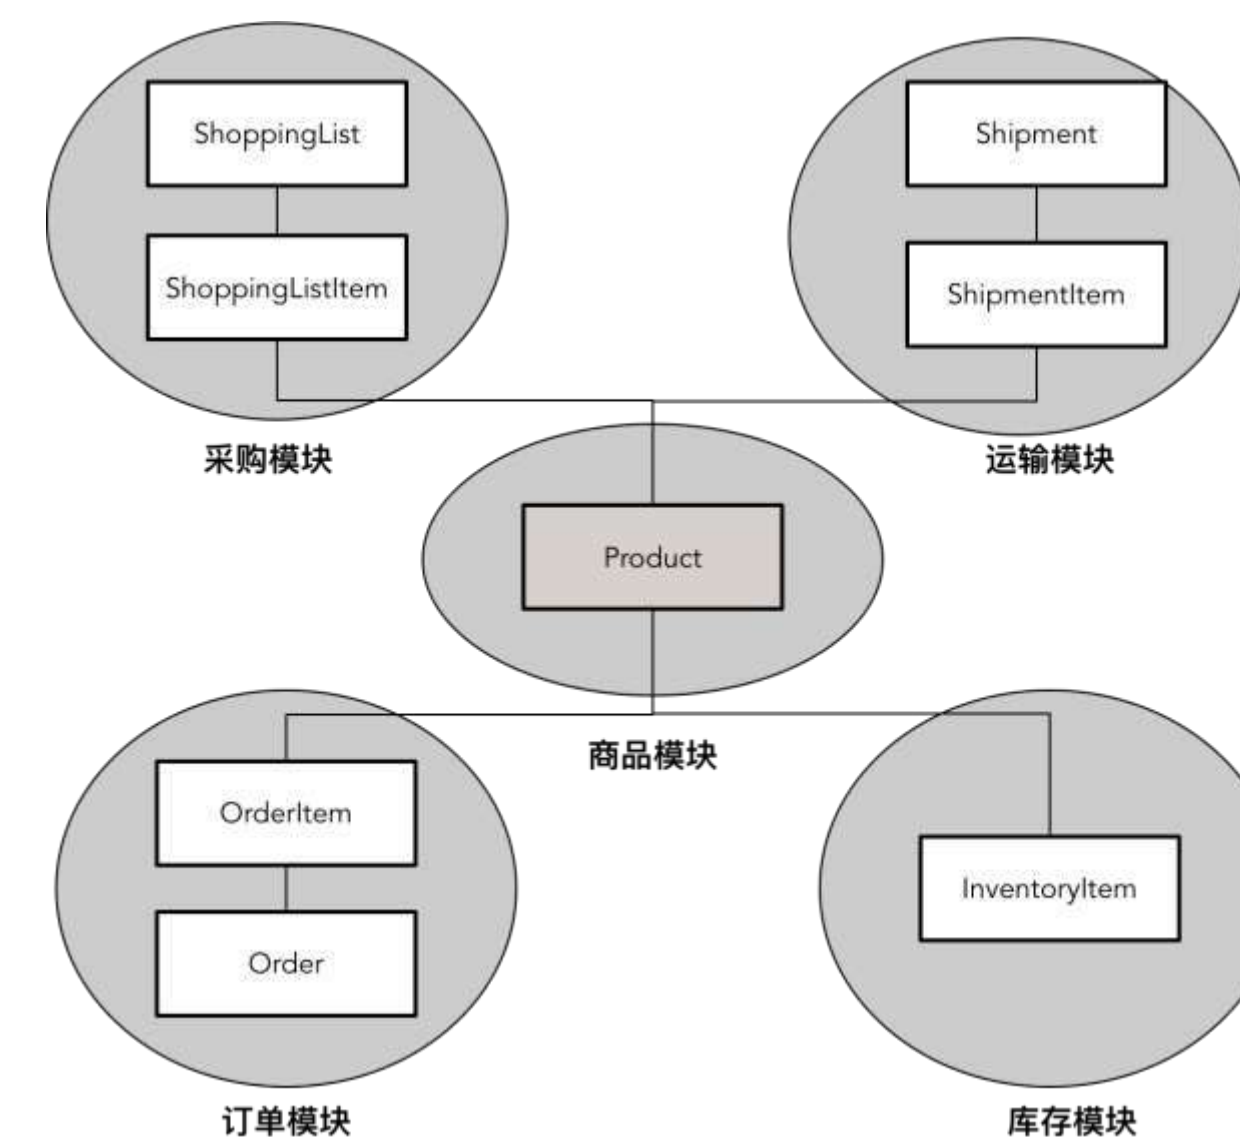 ShoppingList
ShoppingListItem
采购模块
Shipment
ShipmentItem
运输模块
Product
商品模块
OrderItem
Order
订单模块
InventoryItem
库存模块